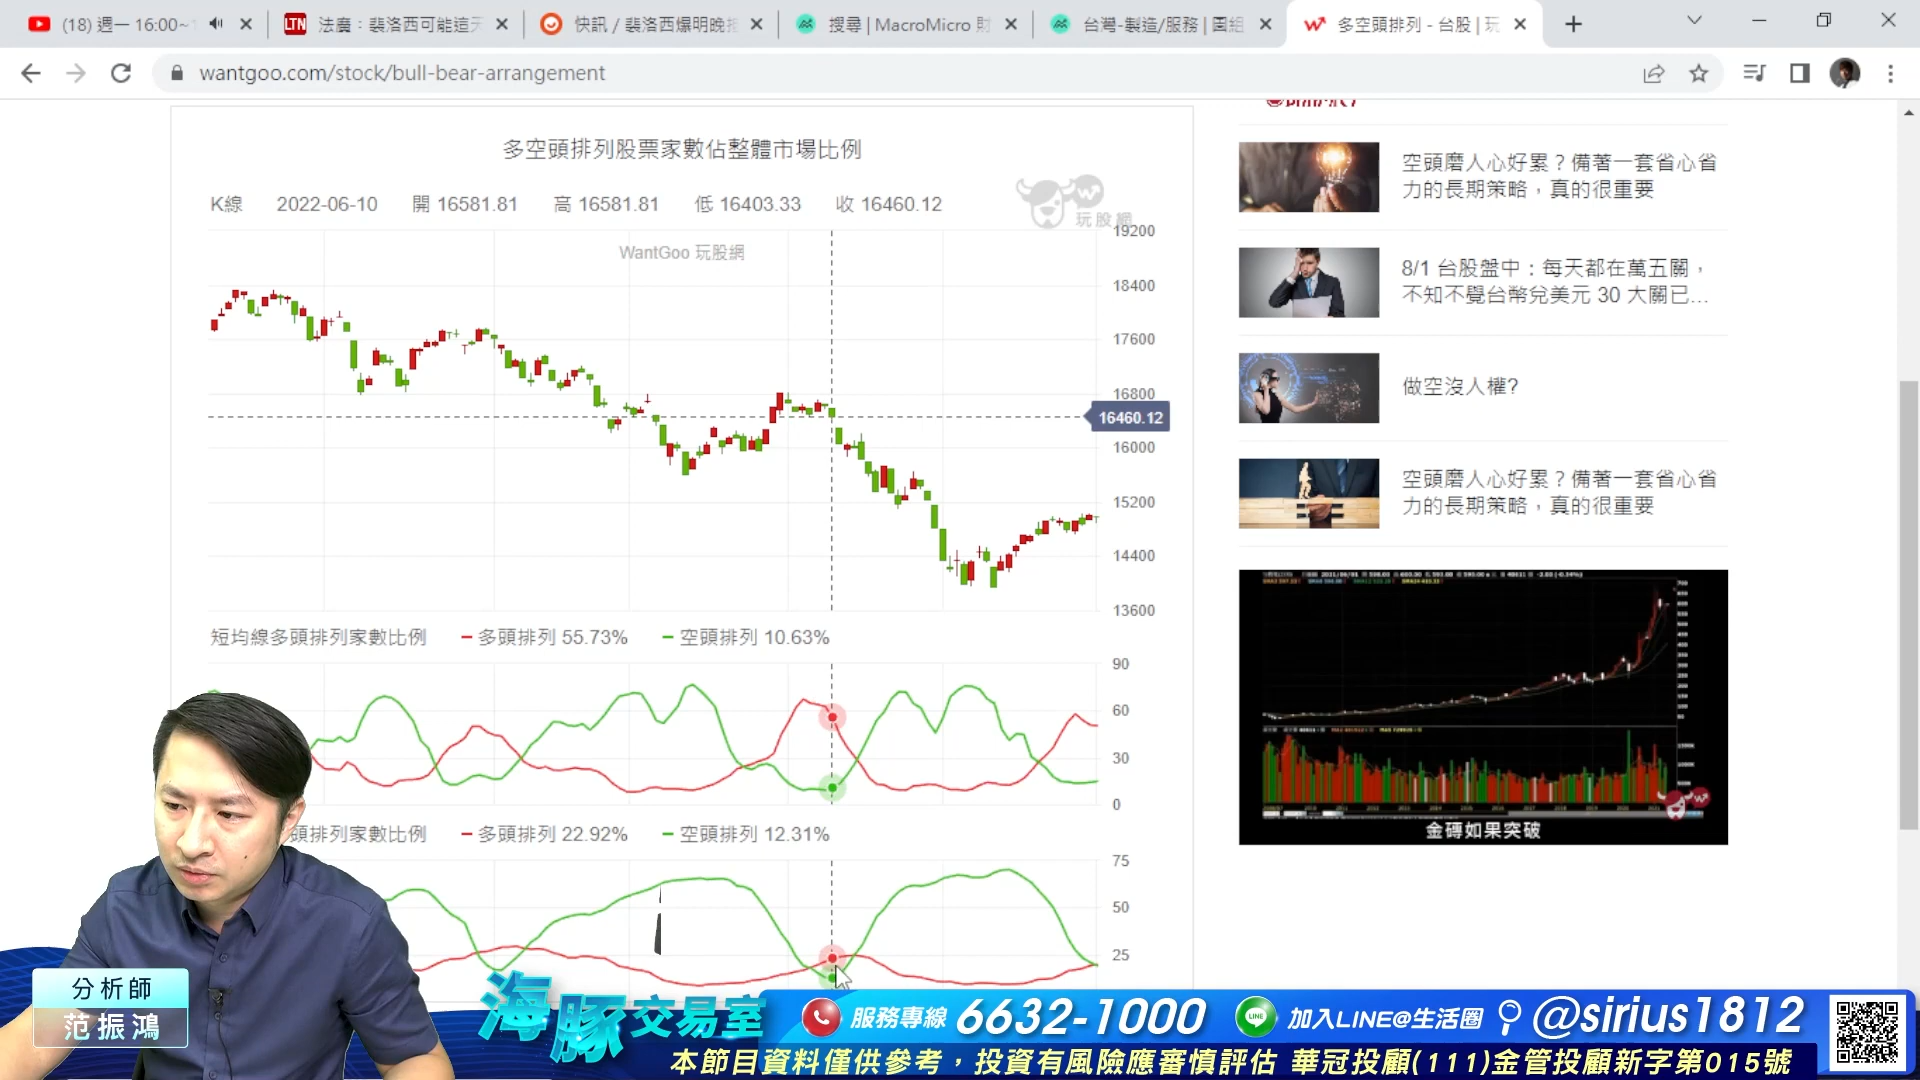 (18) 週一 16:00~
法廣：裴洛西可能這天
快訊 / 裴洛西爆明晚抵
搜尋 | MacroMicro 財
台灣-製造/服務 | 圖組
多空頭排列 - 台股 | 玩
wantgoo.com/stock/bull-bear-arrangement
多空頭排列股票家數佔整體市場比例
K線 2022-06-10 開 16581.81 高 16581.81 低 16403.33 收 16460.12
玩股網
WantGoo 玩股網
19200
18400
17600
16800
16460.12
16000
15200
14400
13600
短均線多頭排列家數比例 多頭排列 55.73% 空頭排列 10.63%
90
60
30
0
頭排列家數比例 多頭排列 22.92% 空頭排列 12.31%
75
50
25
空頭磨人心好累？備著一套省心省
力的長期策略，真的很重要
8/1 台股盤中：每天都在萬五關，
不知不覺台幣兌美元 30 大關已...
做空沒人權?
空頭磨人心好累？備著一套省心省
力的長期策略，真的很重要
金磚如果突破
分析師
范振鴻
海豚交易室
服務專線 6632-1000
LINE
加入LINE@生活圈 @sirius1812
本節目資料僅供參考，投資有風險應審慎評估 華冠投顧(111)金管投顧新字第015號